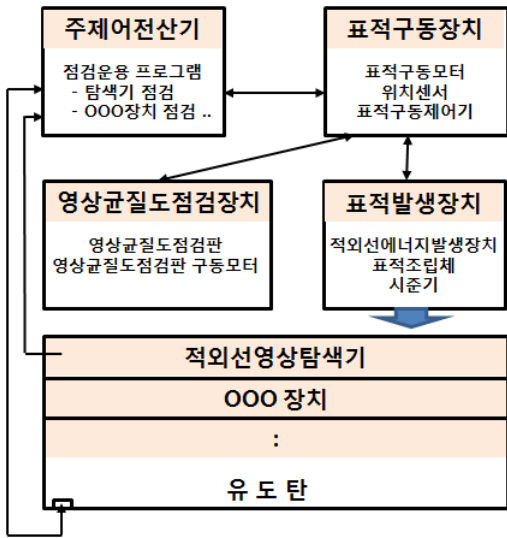 주제어전산기
점검운용 프로그램
- 탐색기 점검
- OOO장치 점검 ..
표적구동장치
표적구동모터
위치센서
표적구동제어기
영상균질도점검장치
영상균질도점검판
영상균질도점검판 구동모터
표적발생장치
적외선에너지발생장치
표적조립체
시준기
적외선영상탐색기
OOO 장치
:
유 도 탄